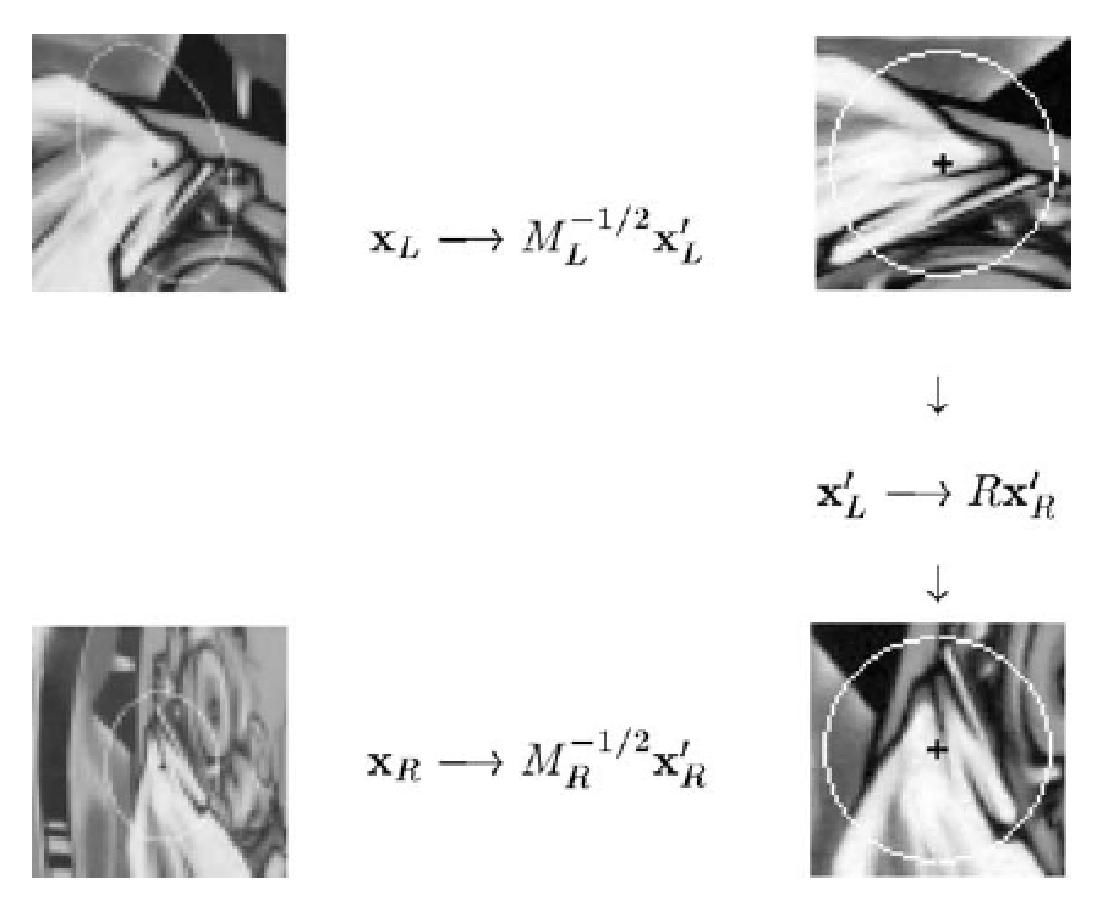 x_L ⟶ M_L^{-1/2} x'_L
↓
x'_L ⟶ R x'_R
↓
x_R ⟶ M_R^{-1/2} x'_R